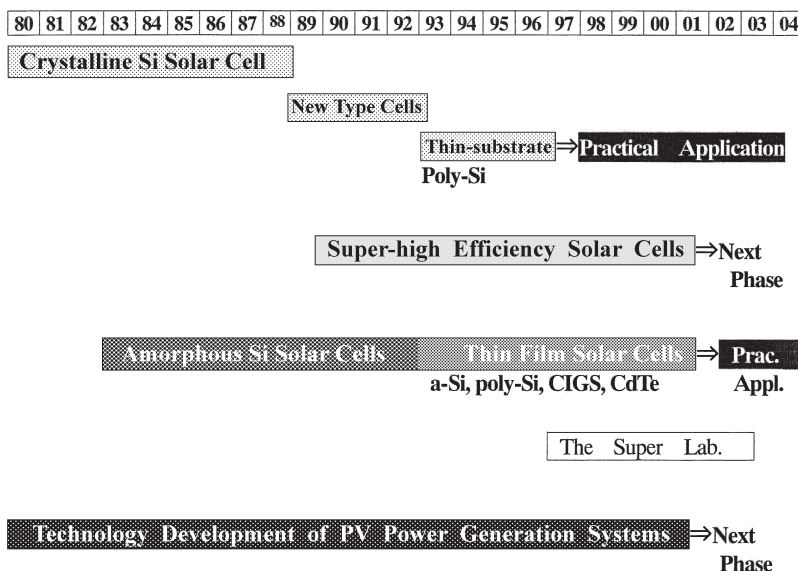 80 81 82 83 84 85 86 87 88 89 90 91 92 93 94 95 96 97 98 99 00 01 02 03 04
Crystalline Si Solar Cell
New Type Cells
Thin-substrate ⇒ Practical Application
Poly-Si
Super-high Efficiency Solar Cells ⇒ Next
Phase
Amorphous Si Solar Cells Thin Film Solar Cells ⇒ Prac.
a-Si, poly-Si, CIGS, CdTe Appl.
The Super Lab.
Technology Development of PV Power Generation Systems ⇒ Next
Phase